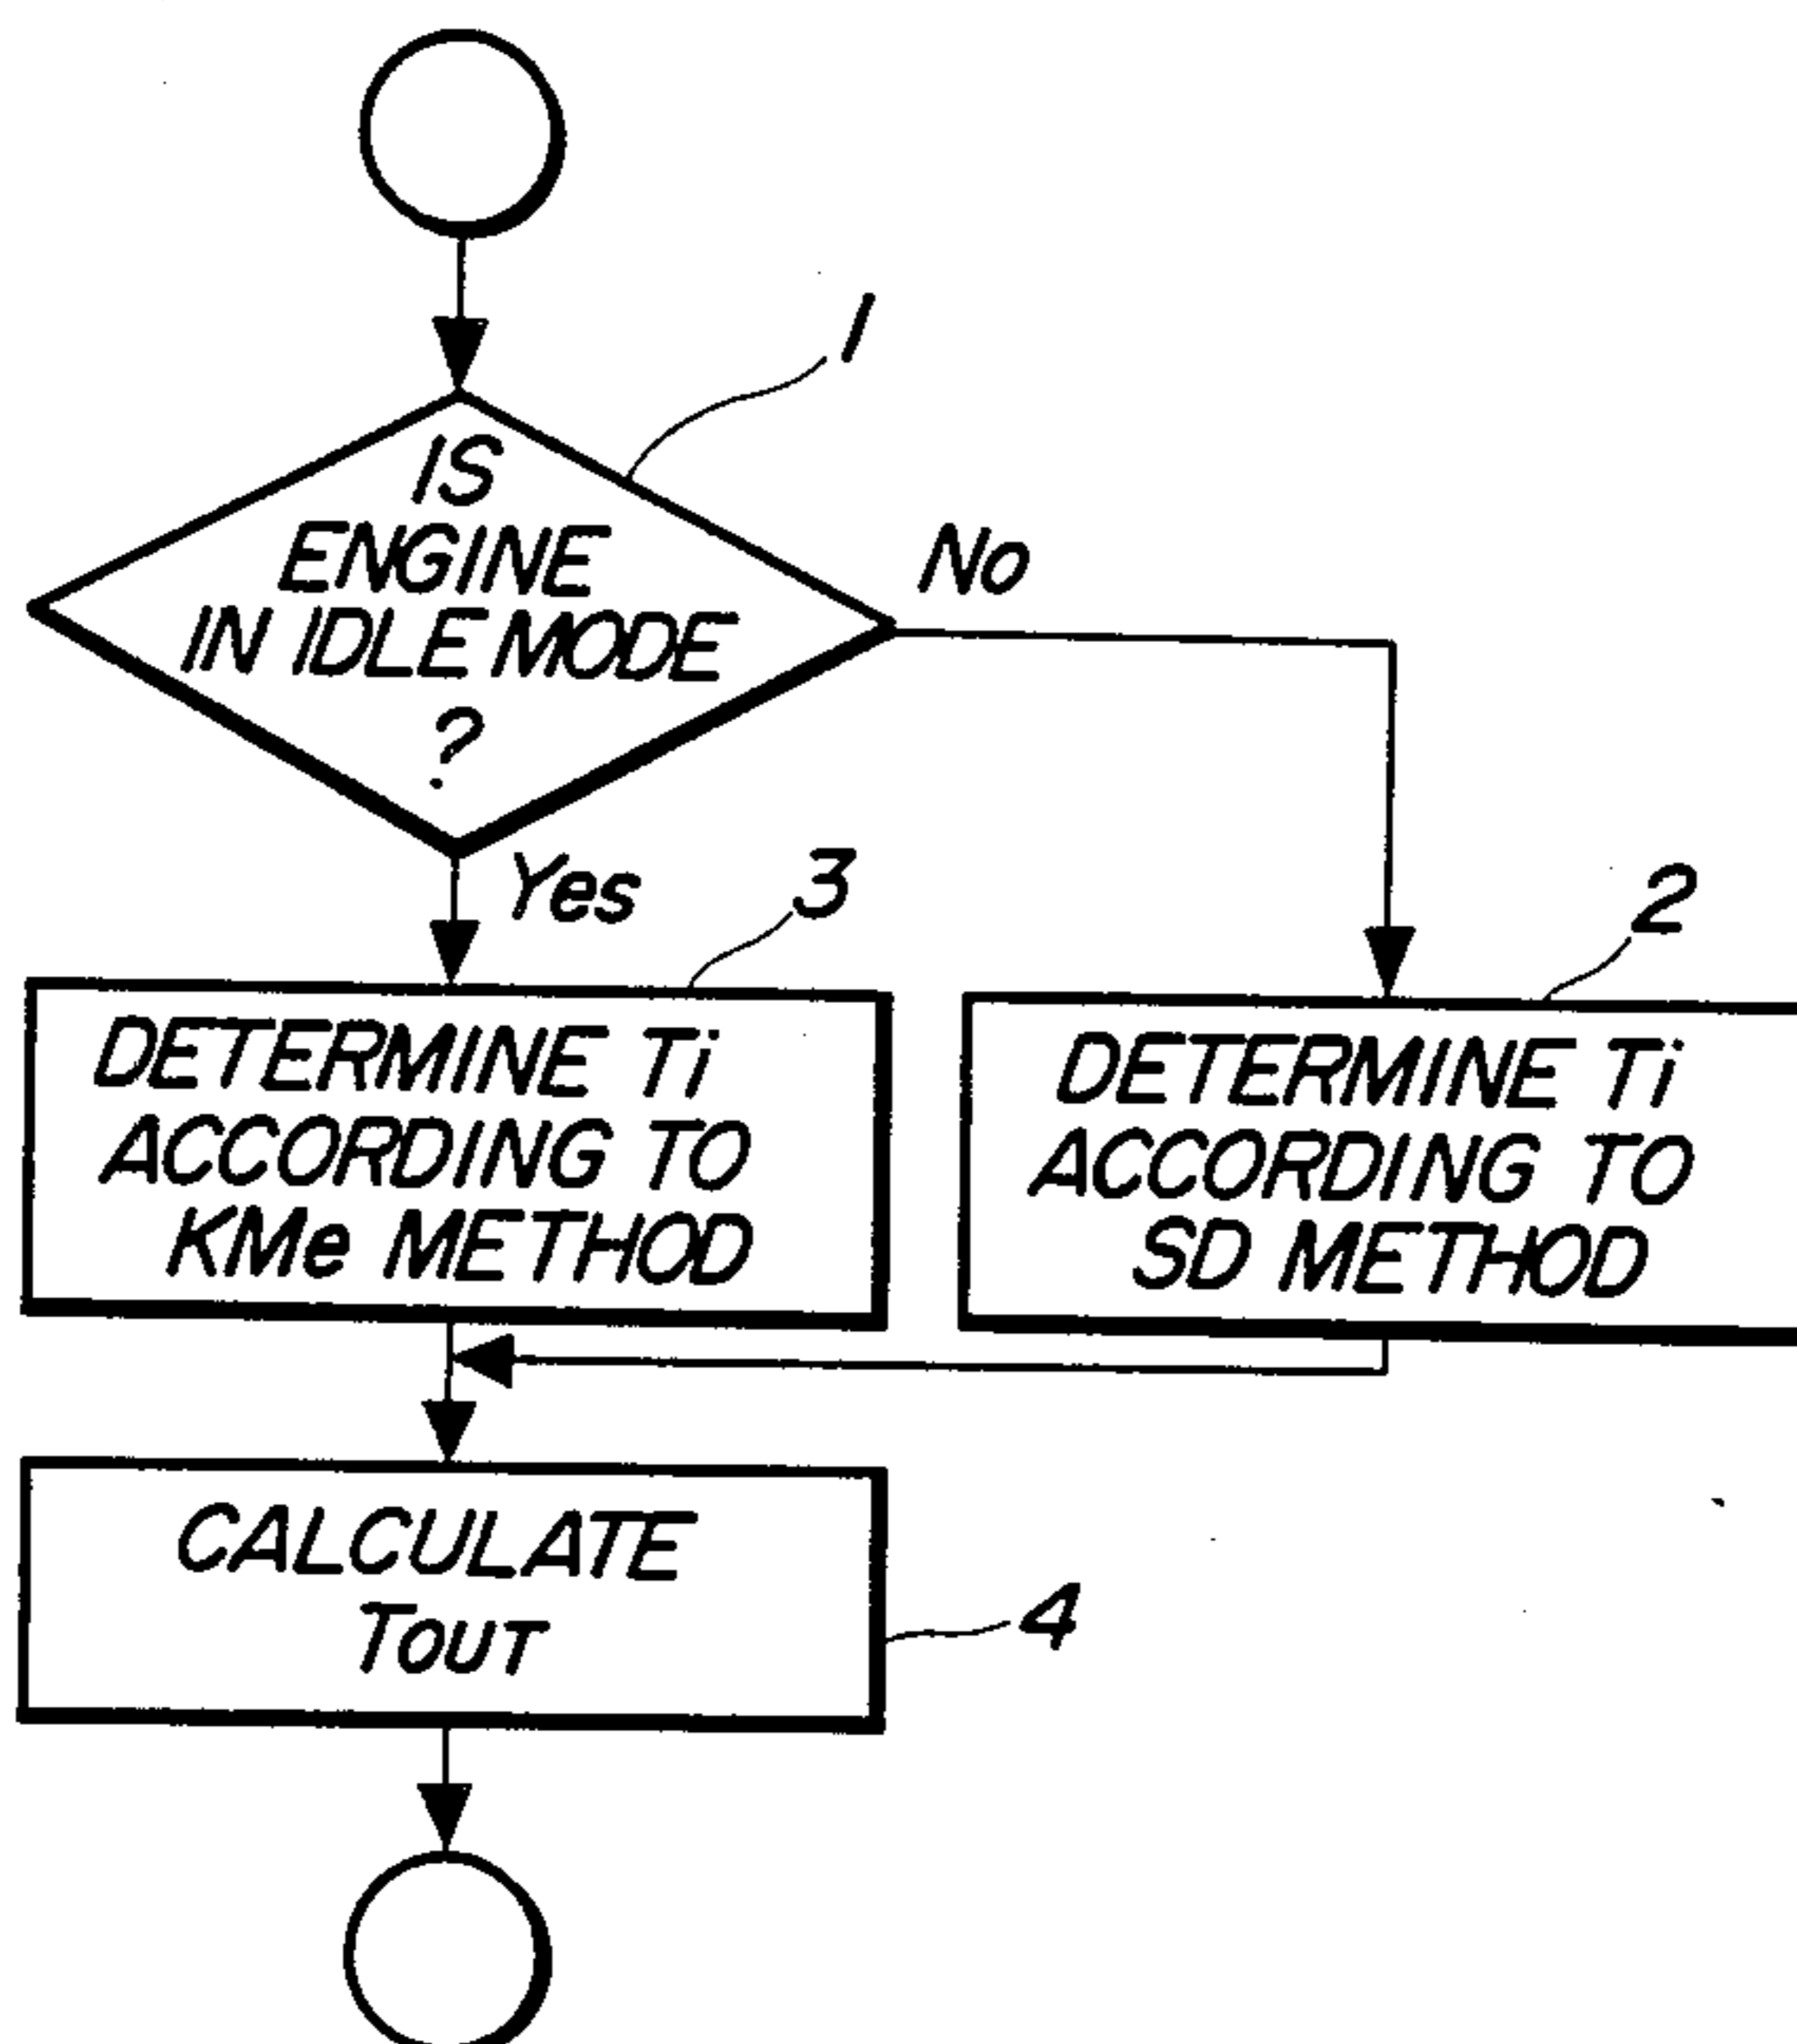 1
IS
ENGINE
IN IDLE MODE
?
No
Yes
3
DETERMINE Ti
ACCORDING TO
KMe METHOD
2
DETERMINE Ti
ACCORDING TO
SD METHOD
CALCULATE
TOUT
4